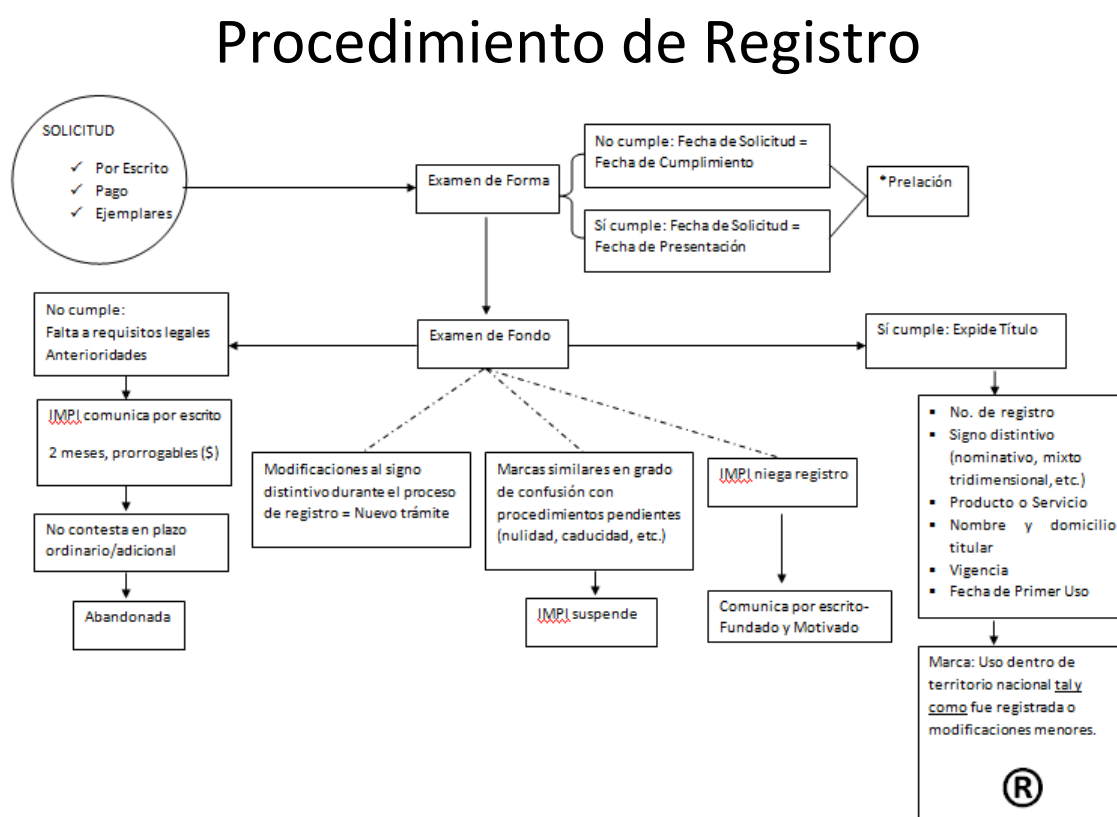 Procedimiento de Registro
SOLICITUD
✓ Por Escrito
✓ Pago
✓ Ejemplares
Examen de Forma
No cumple: Fecha de Solicitud =
Fecha de Cumplimiento
Sí cumple: Fecha de Solicitud =
Fecha de Presentación
*Prelación
No cumple:
Falta a requisitos legales
Anterioridades
Examen de Fondo
Sí cumple: Expide Título
IMPI comunica por escrito
2 meses, prorrogables ($)
No contesta en plazo
ordinario/adicional
Abandonada
Modificaciones al signo
distintivo durante el proceso
de registro = Nuevo trámite
Marcas similares en grado
de confusión con
procedimientos pendientes
(nulidad, caducidad, etc.)
IMPI suspende
IMPI niega registro
Comunica por escrito-
Fundado y Motivado
▪ No. de registro
▪ Signo distintivo
(nominativo, mixto
tridimensional, etc.)
▪ Producto o Servicio
▪ Nombre y domicilio
titular
▪ Vigencia
▪ Fecha de Primer Uso
Marca: Uso dentro de
territorio nacional tal y
como fue registrada o
modificaciones menores.
®